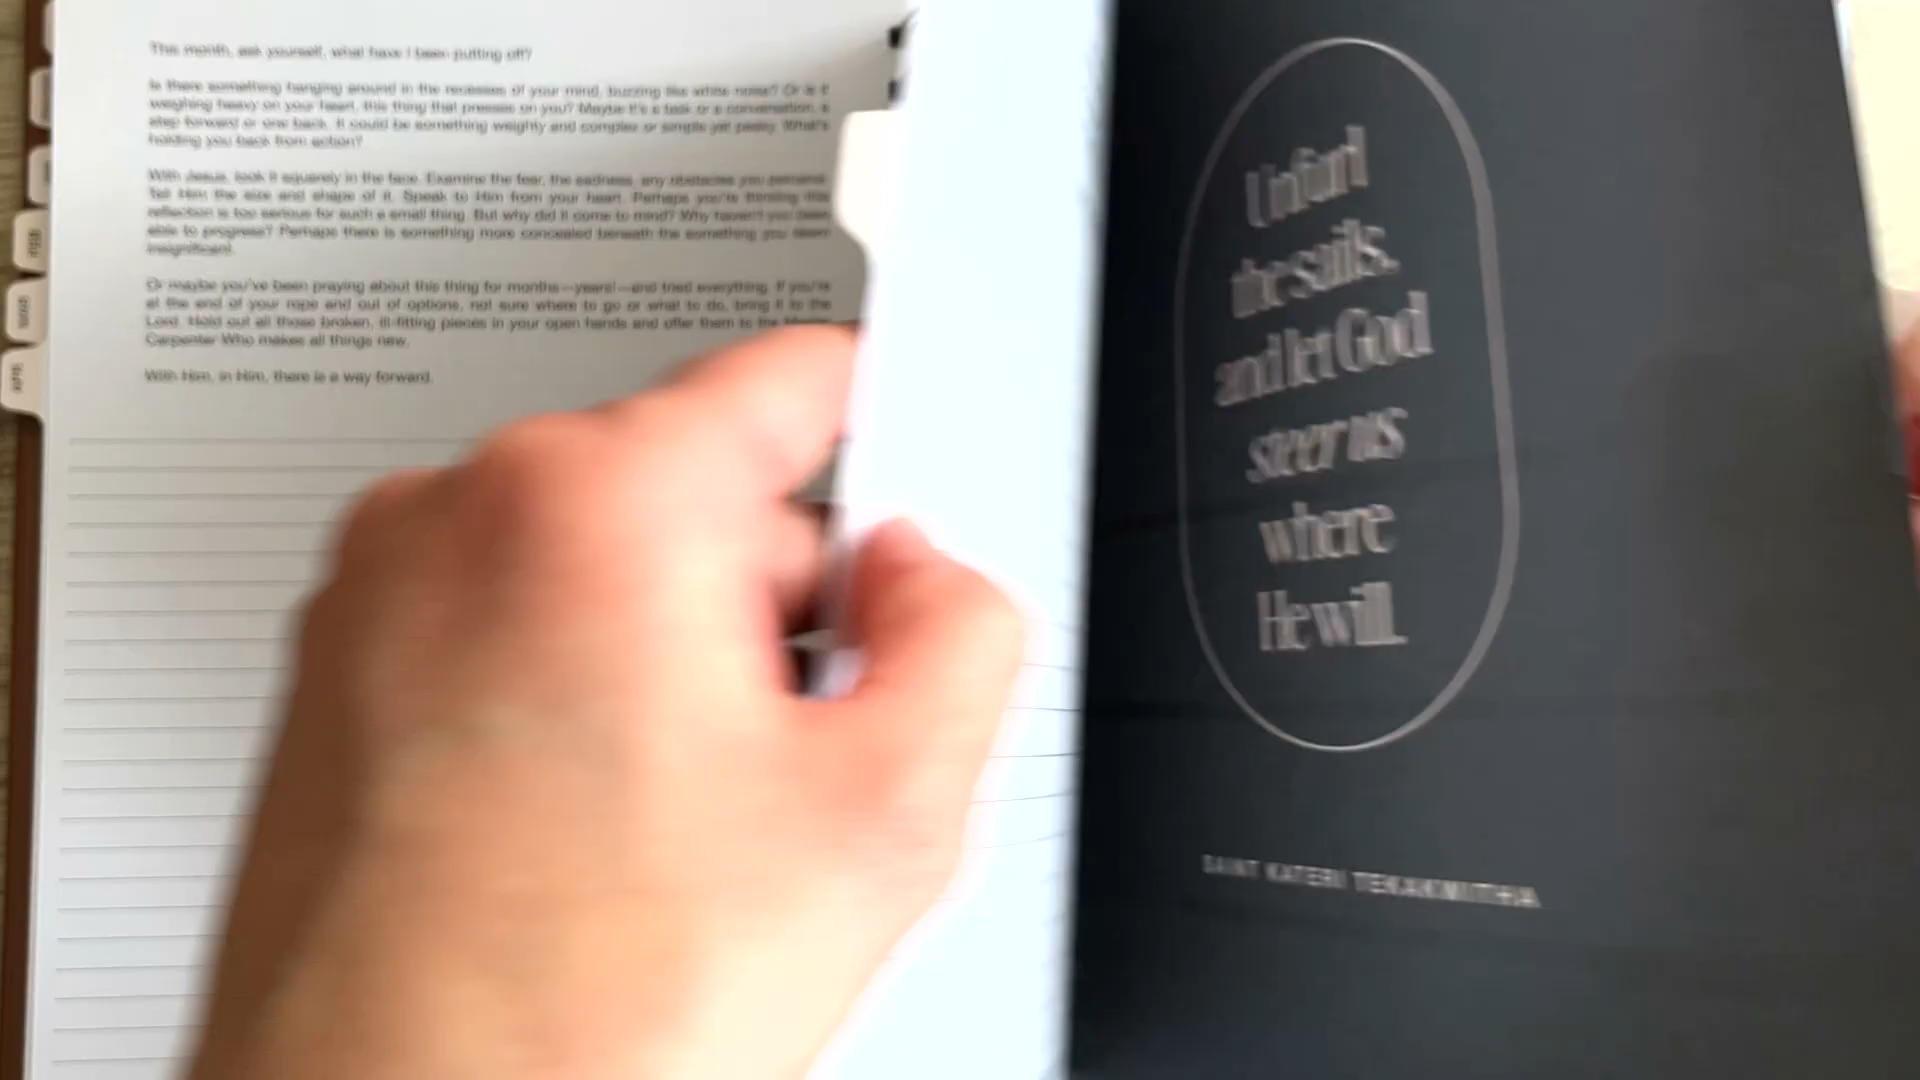 This month, ask yourself, what have I been putting off?
Is there something hanging around in the recesses of your mind, buzzing like white noise? Or is it
weighing heavy on your heart, this thing that presses on you? Maybe it's a task or a conversation, a
step forward or one back. It could be something weighty and complex or simple yet pesky. What's
holding you back from action?
With Jesus, look it squarely in the face. Examine the fear, the sadness, any obstacles you perceive.
Tell Him the size and shape of it. Speak to Him from your heart. Perhaps you're thinking this
reflection is too serious for such a small thing. But why did it come to mind? Why haven't you been
able to progress? Perhaps there is something more concealed beneath the something you deem
insignificant.
Or maybe you've been praying about this thing for months—years!—and tried everything. If you're
at the end of your rope and out of options, not sure where to go or what to do, bring it to the
Lord. Hold out all those broken, ill-fitting pieces in your open hands and offer them to the Master
Carpenter Who makes all things new.
With Him, in Him, there is a way forward.
Unfurl
the sails,
and let God
steer us
where
He will.
SAINT KATERI TEKAKWITHA